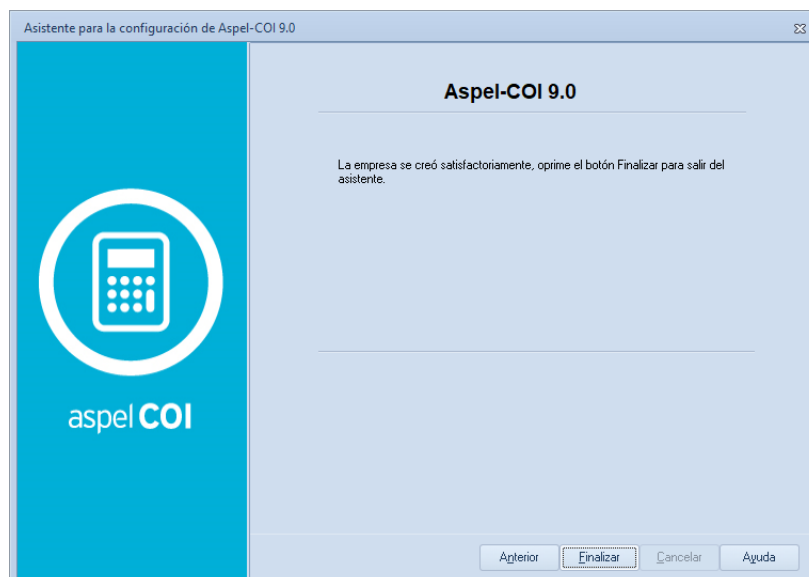 Asistente para la configuración de Aspel-COI 9.0
Aspel-COI 9.0
La empresa se creó satisfactoriamente, oprime el botón Finalizar para salir del
asistente.
aspel COI
Anterior Finalizar Cancelar Ayuda